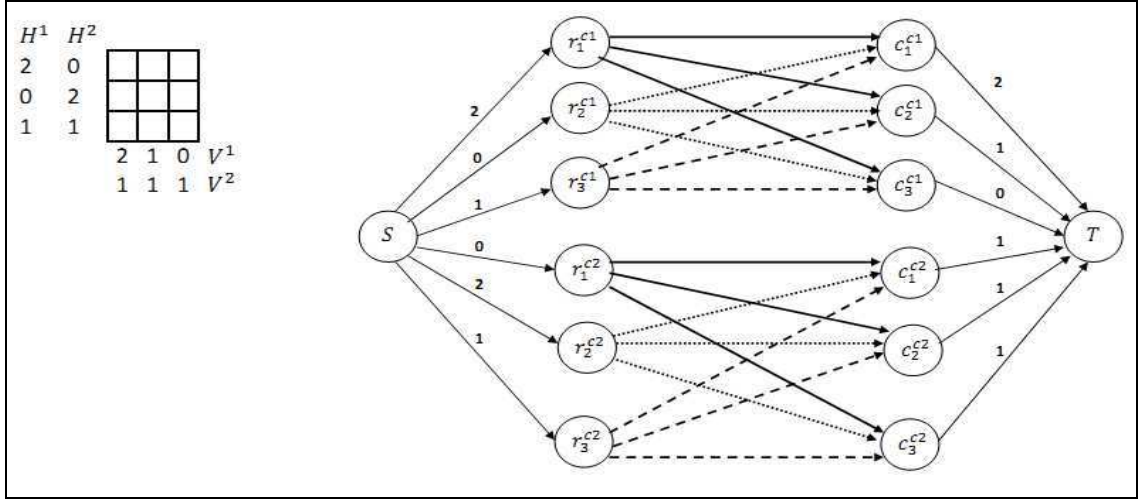 H¹ H²
2 0
0 2
1 1
2 1 0 V¹
1 1 1 V²
S
2
0
1
0
2
1
r₁ᶜ¹
r₂ᶜ¹
r₃ᶜ¹
r₁ᶜ²
r₂ᶜ²
r₃ᶜ²
c₁ᶜ¹
c₂ᶜ¹
c₃ᶜ¹
c₁ᶜ²
c₂ᶜ²
c₃ᶜ²
2
1
0
1
1
1
T